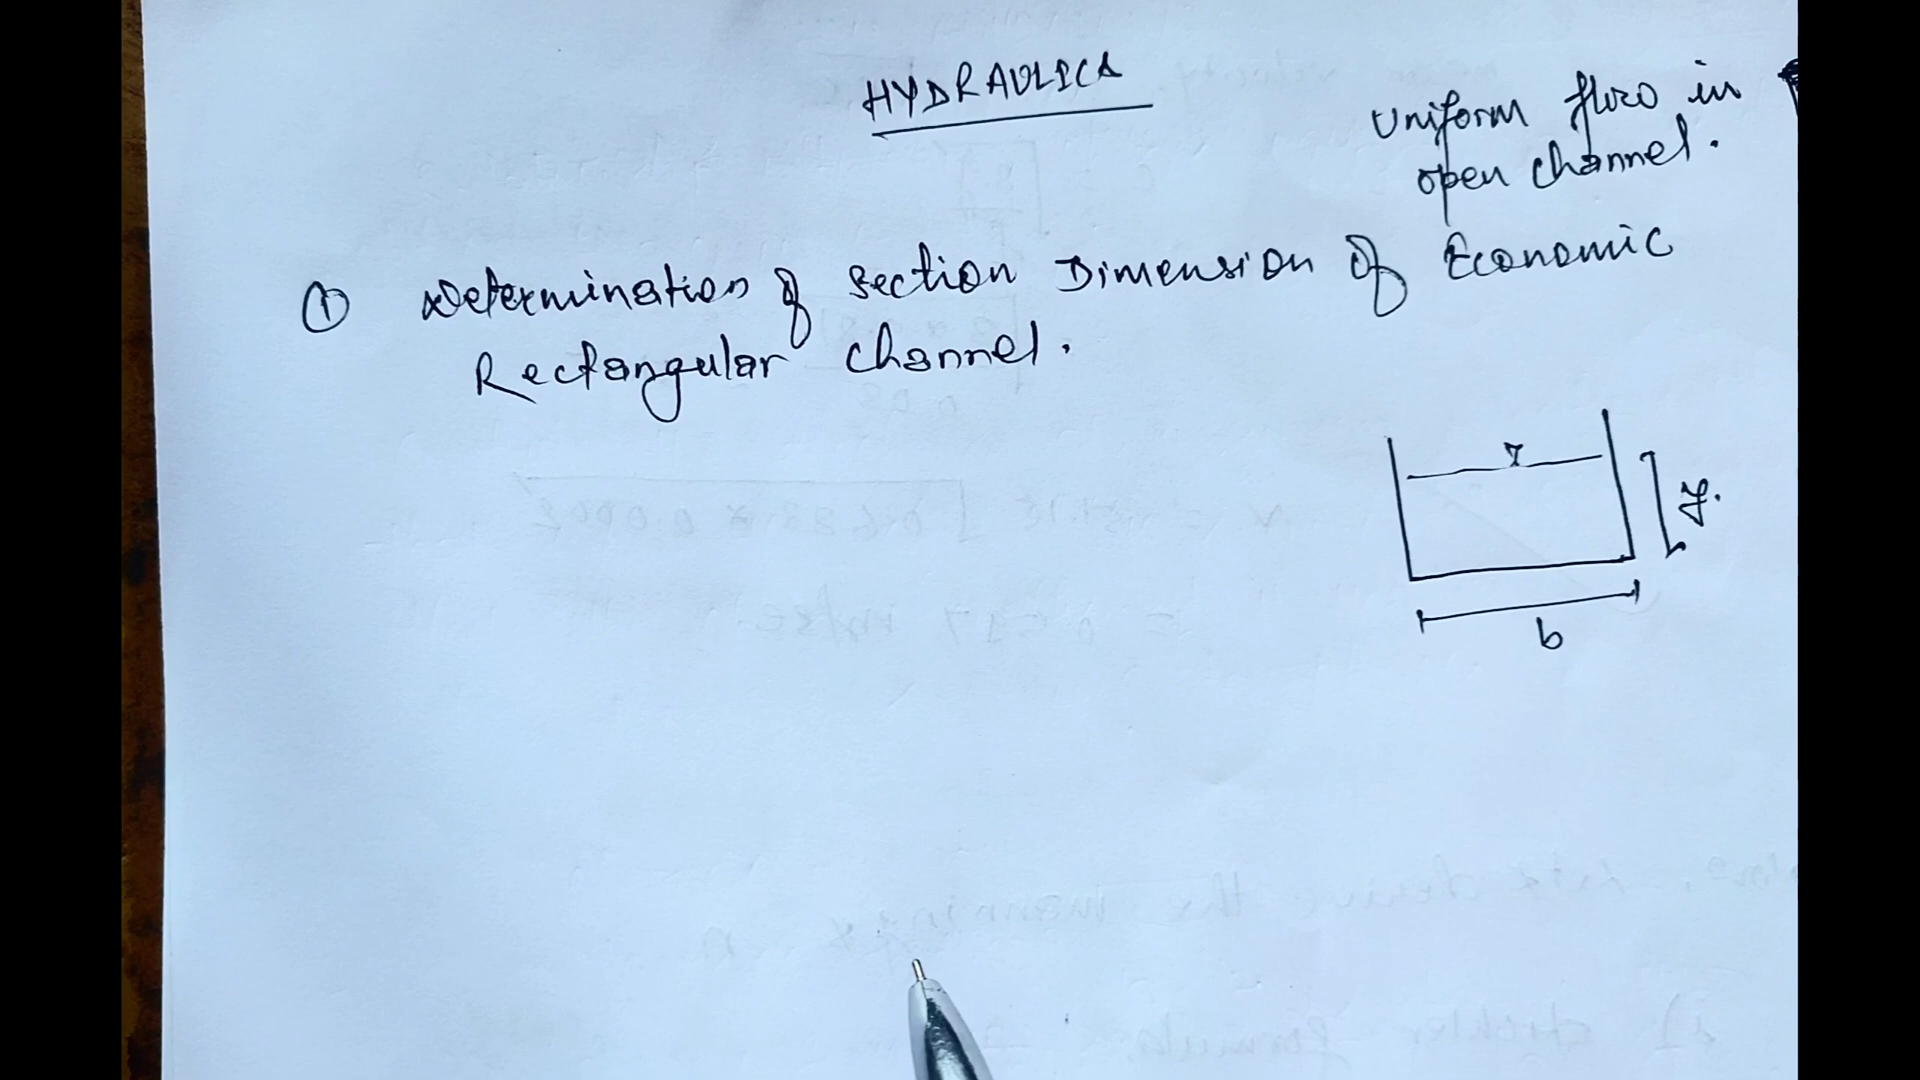 HYDRAULICS
Uniform flow in
open channel.
① Determination of section Dimension of Economic
Rectangular channel.
y.
b